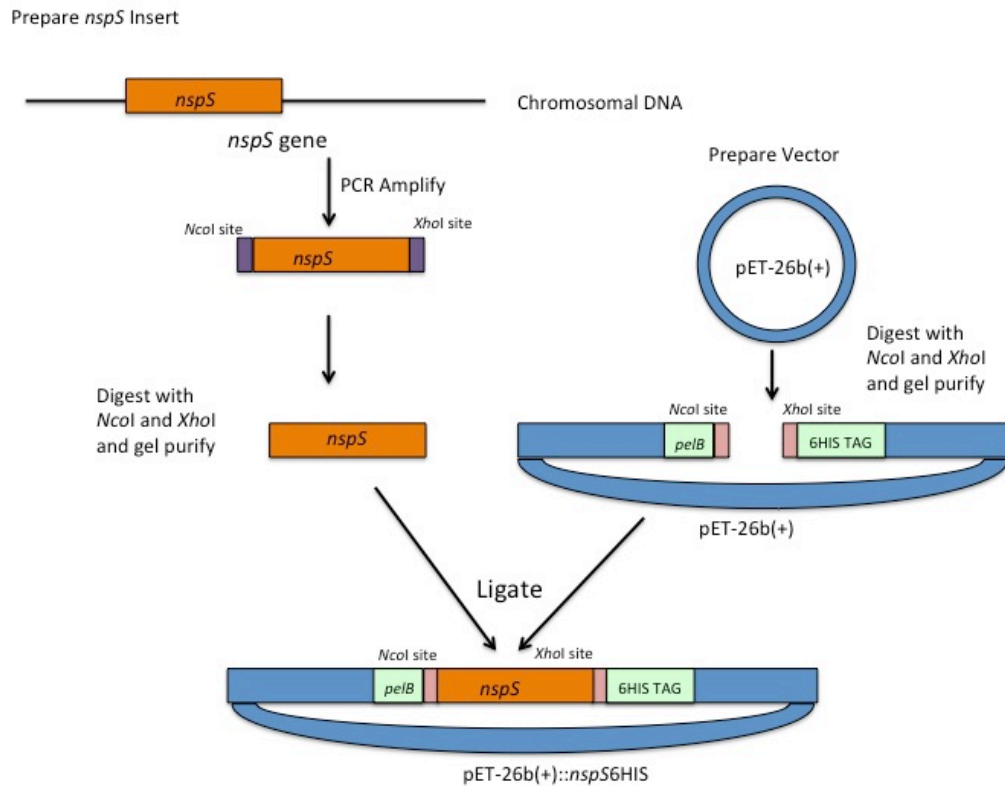 Prepare nspS Insert
nspS
Chromosomal DNA
nspS gene
PCR Amplify
NcoI site
XhoI site
nspS
Digest with
NcoI and XhoI
and gel purify
nspS
Prepare Vector
pET-26b(+)
Digest with
NcoI and XhoI
and gel purify
NcoI site
XhoI site
pelB
6HIS TAG
pET-26b(+)
Ligate
NcoI site
XhoI site
pelB
nspS
6HIS TAG
pET-26b(+)::nspS6HIS